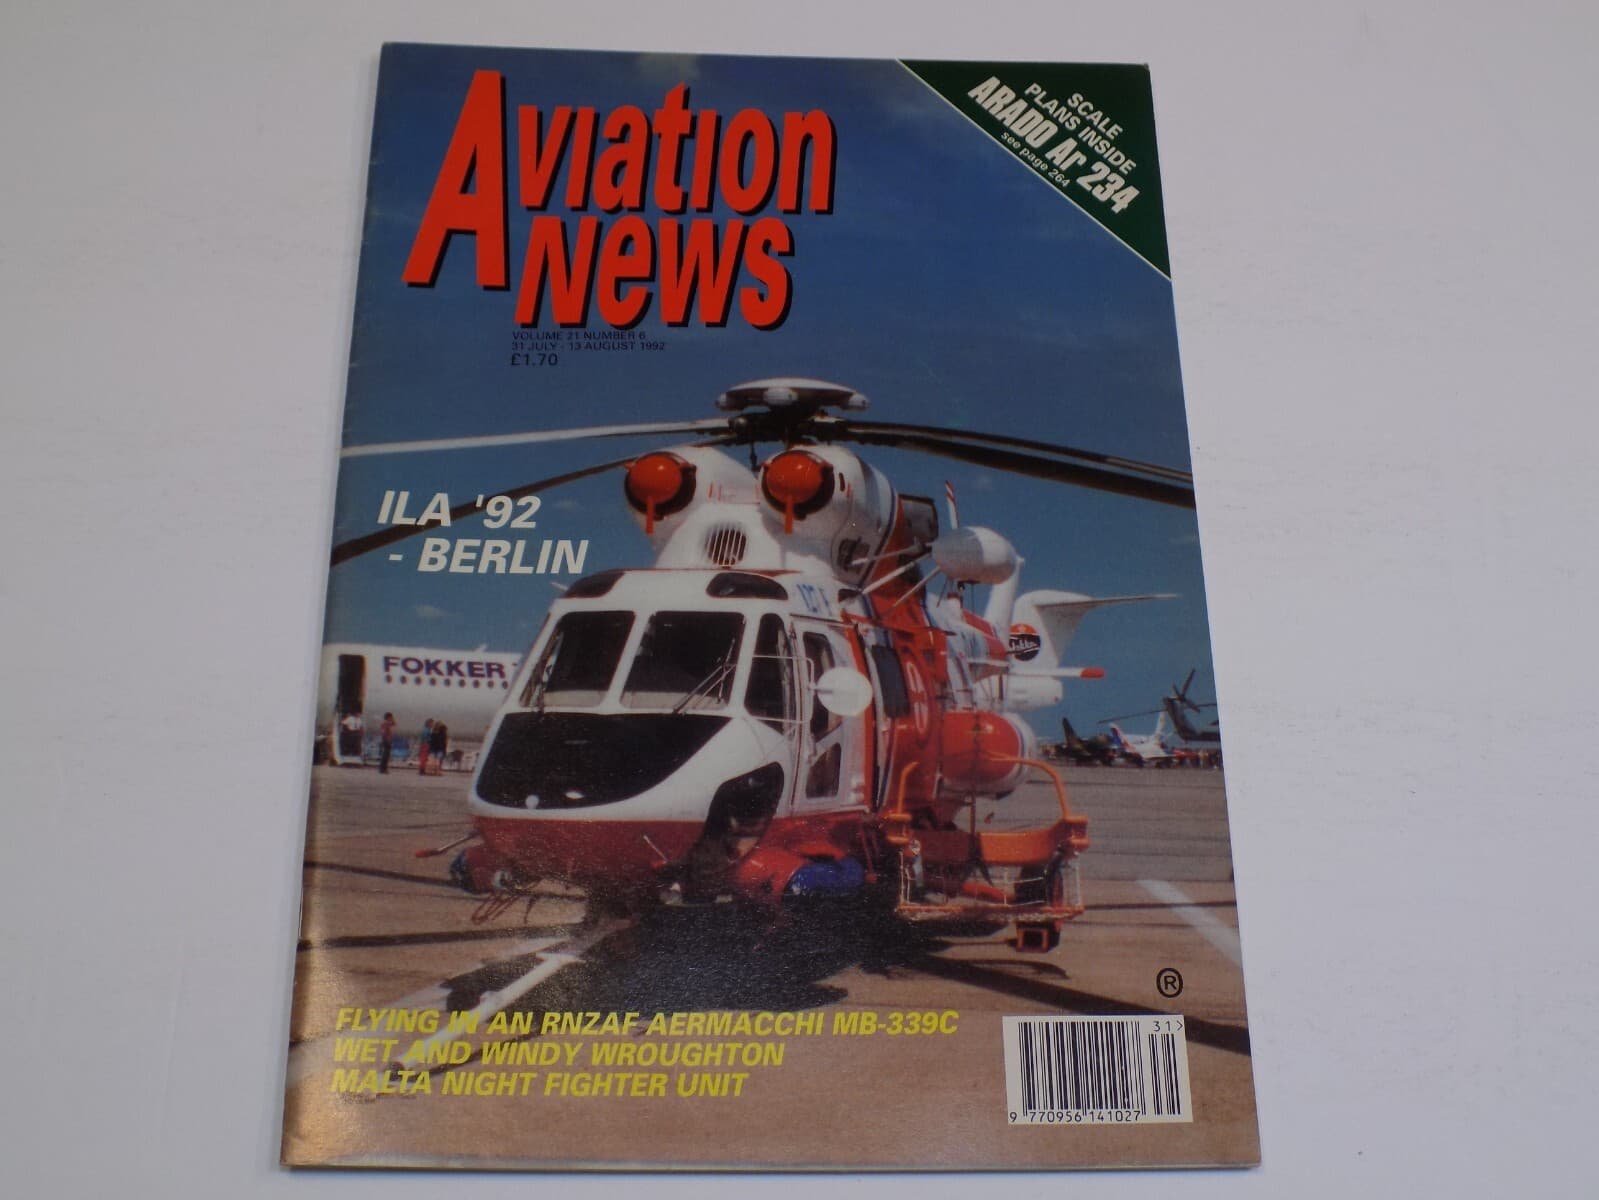 Aviation
News
VOLUME 21 NUMBER 6
31 JULY - 13 AUGUST 1992
£1.70
SCALE
PLANS INSIDE
ARADO Ar 234
see page 264
ILA '92
- BERLIN
FOKKER
Fokker
FLYING IN AN RNZAF AERMACCHI MB-339C
WET AND WINDY WROUGHTON
MALTA NIGHT FIGHTER UNIT
®
31>
9 770956 141027